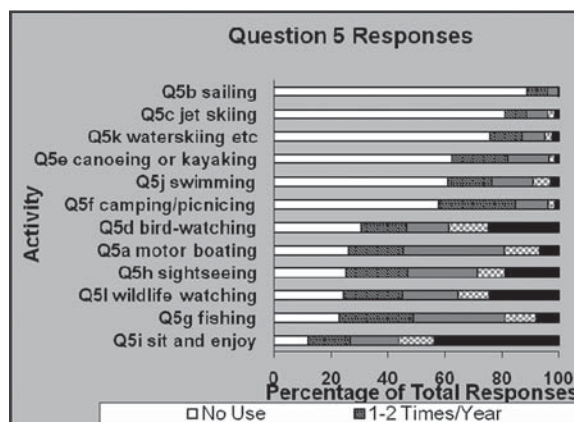 Question 5 Responses
Activity
Q5b sailing
Q5c jet skiing
Q5k waterskiing etc
Q5e canoeing or kayaking
Q5j swimming
Q5f camping/picnicing
Q5d bird-watching
Q5a motor boating
Q5h sightseeing
Q5l wildlife watching
Q5g fishing
Q5i sit and enjoy
0 20 40 60 80 100
Percentage of Total Responses
No Use 1-2 Times/Year